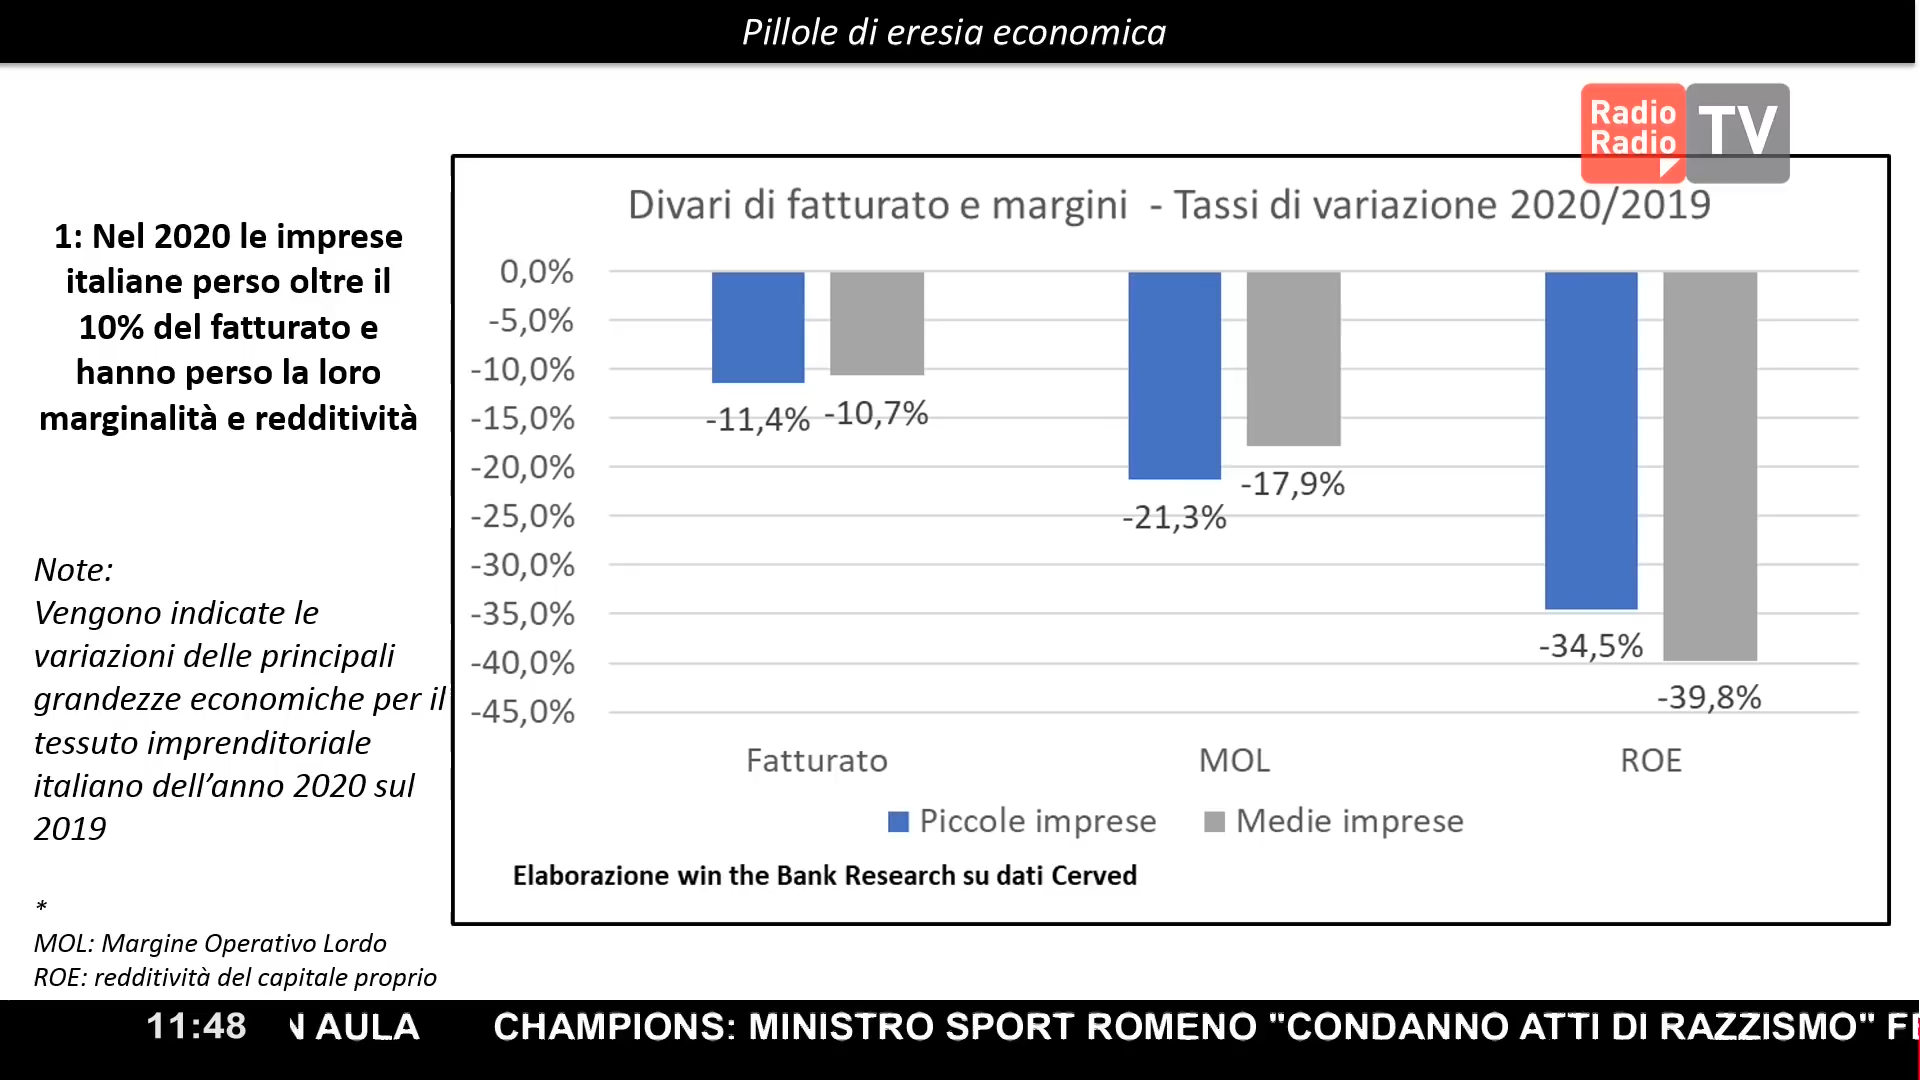 Pillole di eresia economica
Radio
Radio
TV
1: Nel 2020 le imprese
italiane perso oltre il
10% del fatturato e
hanno perso la loro
marginalità e redditività
Note:
Vengono indicate le
variazioni delle principali
grandezze economiche per il
tessuto imprenditoriale
italiano dell’anno 2020 sul
2019
*
MOL: Margine Operativo Lordo
ROE: redditività del capitale proprio
Divari di fatturato e margini - Tassi di variazione 2020/2019
0,0%
-5,0%
-10,0%
-15,0%
-20,0%
-25,0%
-30,0%
-35,0%
-40,0%
-45,0%
-11,4% -10,7%
-21,3% -17,9%
-34,5% -39,8%
Fatturato MOL ROE
Piccole imprese Medie imprese
Elaborazione win the Bank Research su dati Cerved
11:48 N AULA CHAMPIONS: MINISTRO SPORT ROMENO "CONDANNO ATTI DI RAZZISMO"